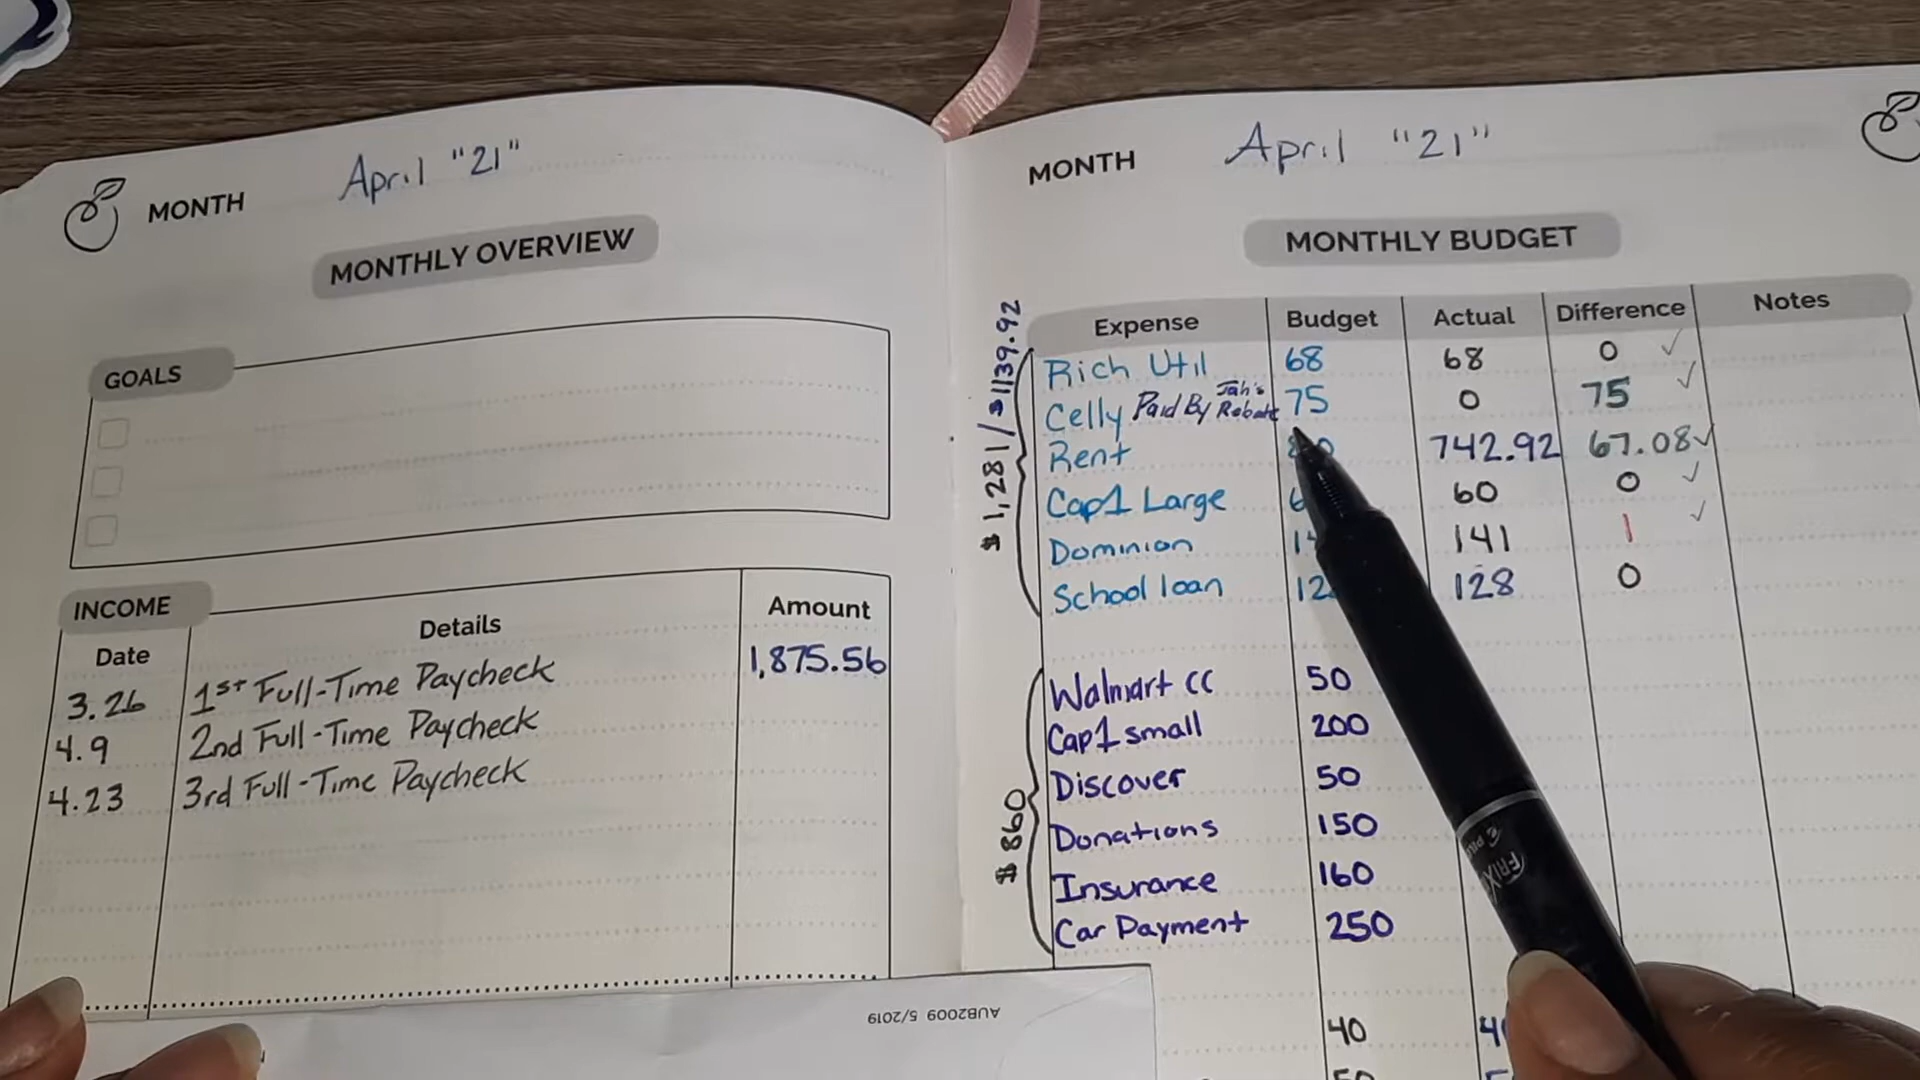 MONTH April "21"
MONTHLY OVERVIEW
GOALS
INCOME
Date Details Amount
3.26 1st Full-Time Paycheck 1,875.56
4.9 2nd Full-Time Paycheck
4.23 3rd Full-Time Paycheck
AUB2009 5/2019
MONTH April "21"
MONTHLY BUDGET
Expense Budget Actual Difference Notes
$1,281/$1139.92
Rich Util 68 68 0 ✓
Celly Paid By Jah's Rebate 75 0 75 ✓
Rent 742.92 67.08 ✓
Cap1 Large 60 0 ✓
Dominion 141 1 ✓
School loan 128 0
$860
Walmart cc 50
Cap1 small 200
Discover 50
Donations 150
Insurance 160
Car Payment 250
40
FRIXI